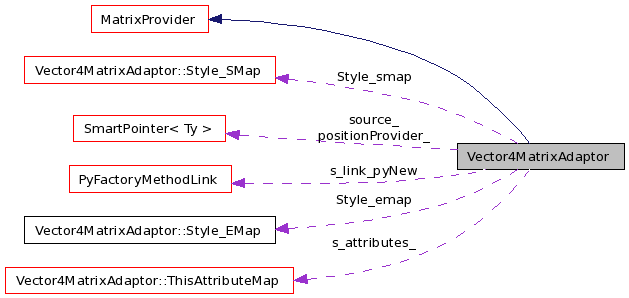 MatrixProvider
Vector4MatrixAdaptor::Style_SMap
Style_smap
SmartPointer< Ty >
source_
positionProvider_
Vector4MatrixAdaptor
PyFactoryMethodLink
s_link_pyNew
Style_emap
Vector4MatrixAdaptor::Style_EMap
s_attributes_
Vector4MatrixAdaptor::ThisAttributeMap